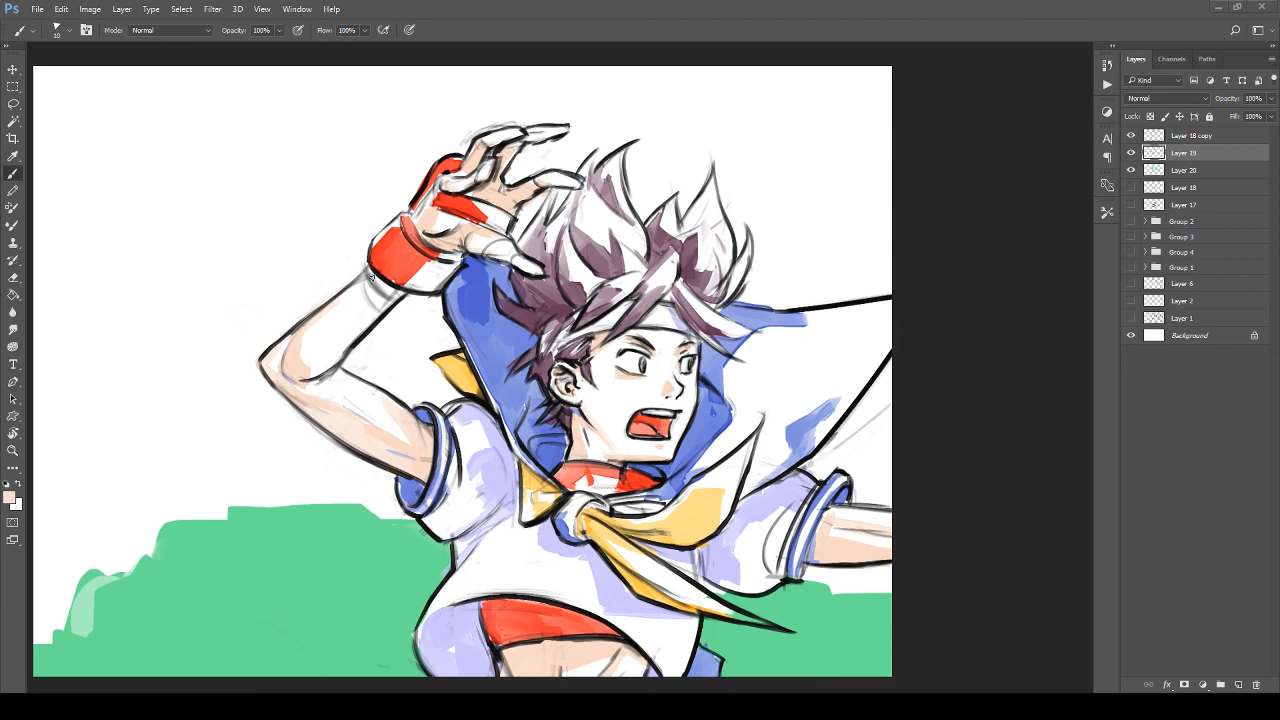 Ps File Edit Image Layer Type Select Filter 3D View Window Help
10 Mode: Normal Opacity: 100% Flow: 100%
Layers Channels Paths
Kind
Normal Opacity: 100%
Lock: Fill: 100%
Layer 18 copy
Layer 19
Layer 20
Layer 18
Layer 17
Group 2
Group 3
Group 4
Group 1
Layer 6
Layer 2
Layer 1
Background